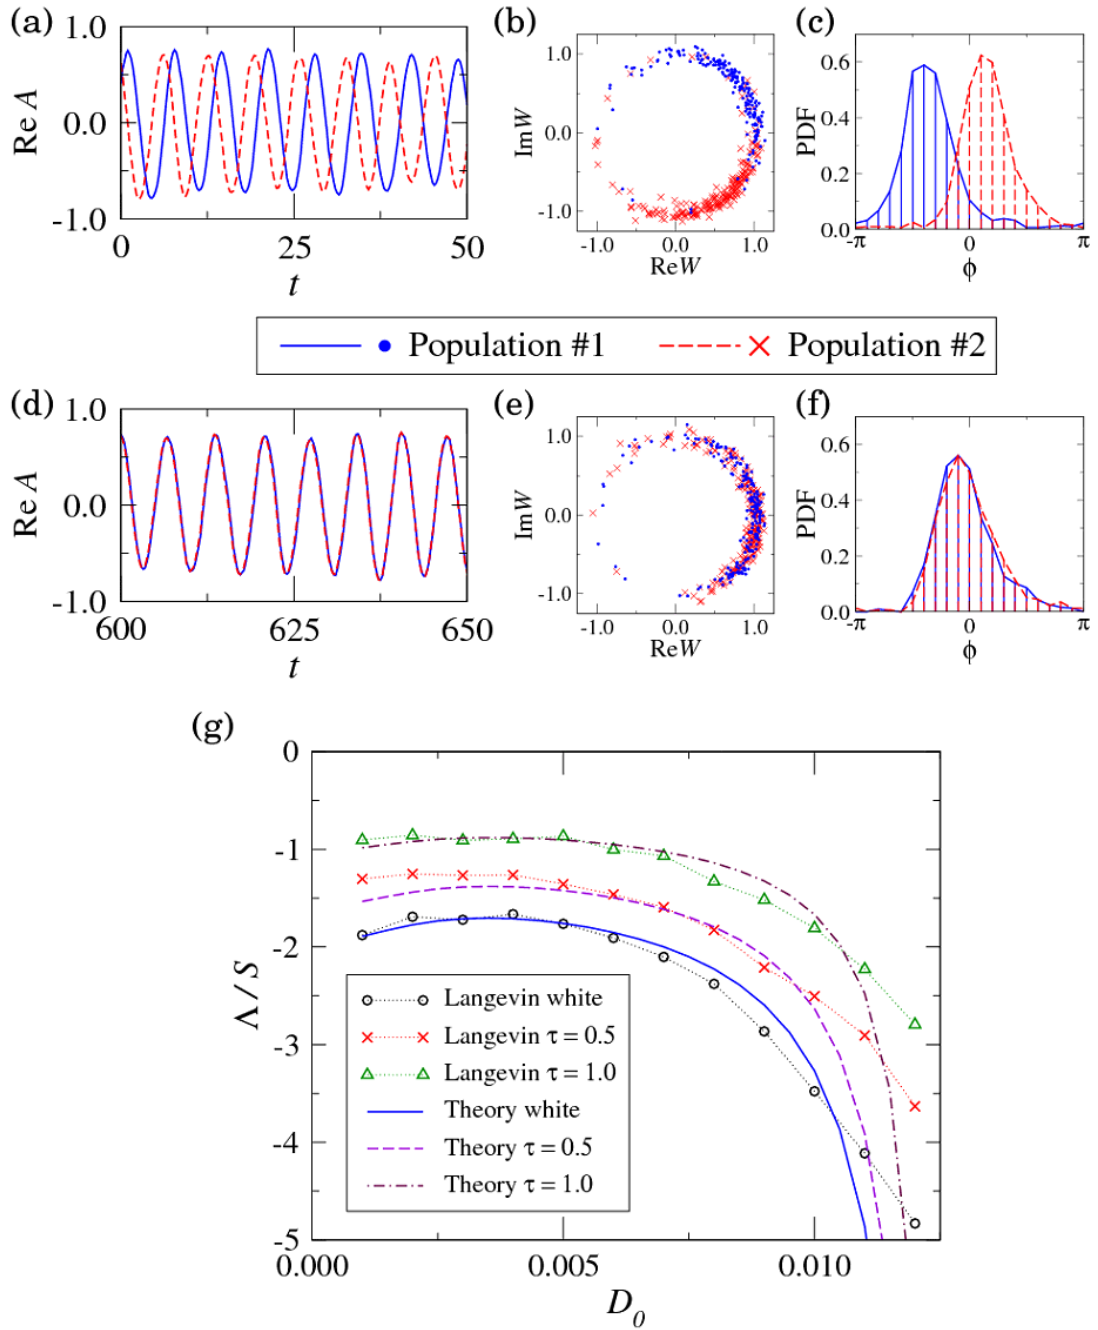 (a)
1.0
0.0
-1.0
Re A
0
25
50
t
(b)
1.0
0.0
-1.0
ImW
-1.0
0.0
1.0
ReW
(c)
0.6
0.4
0.2
0.0
PDF
-π
0
π
ϕ
Population #1
Population #2
(d)
1.0
0.0
-1.0
Re A
600
625
650
t
(e)
1.0
0.0
-1.0
ImW
-1.0
0.0
1.0
ReW
(f)
0.6
0.4
0.2
0.0
PDF
-π
0
π
ϕ
(g)
0
-1
-2
-3
-4
-5
Λ / S
Langevin white
Langevin τ = 0.5
Langevin τ = 1.0
Theory white
Theory τ = 0.5
Theory τ = 1.0
0.000
0.005
0.010
D₀